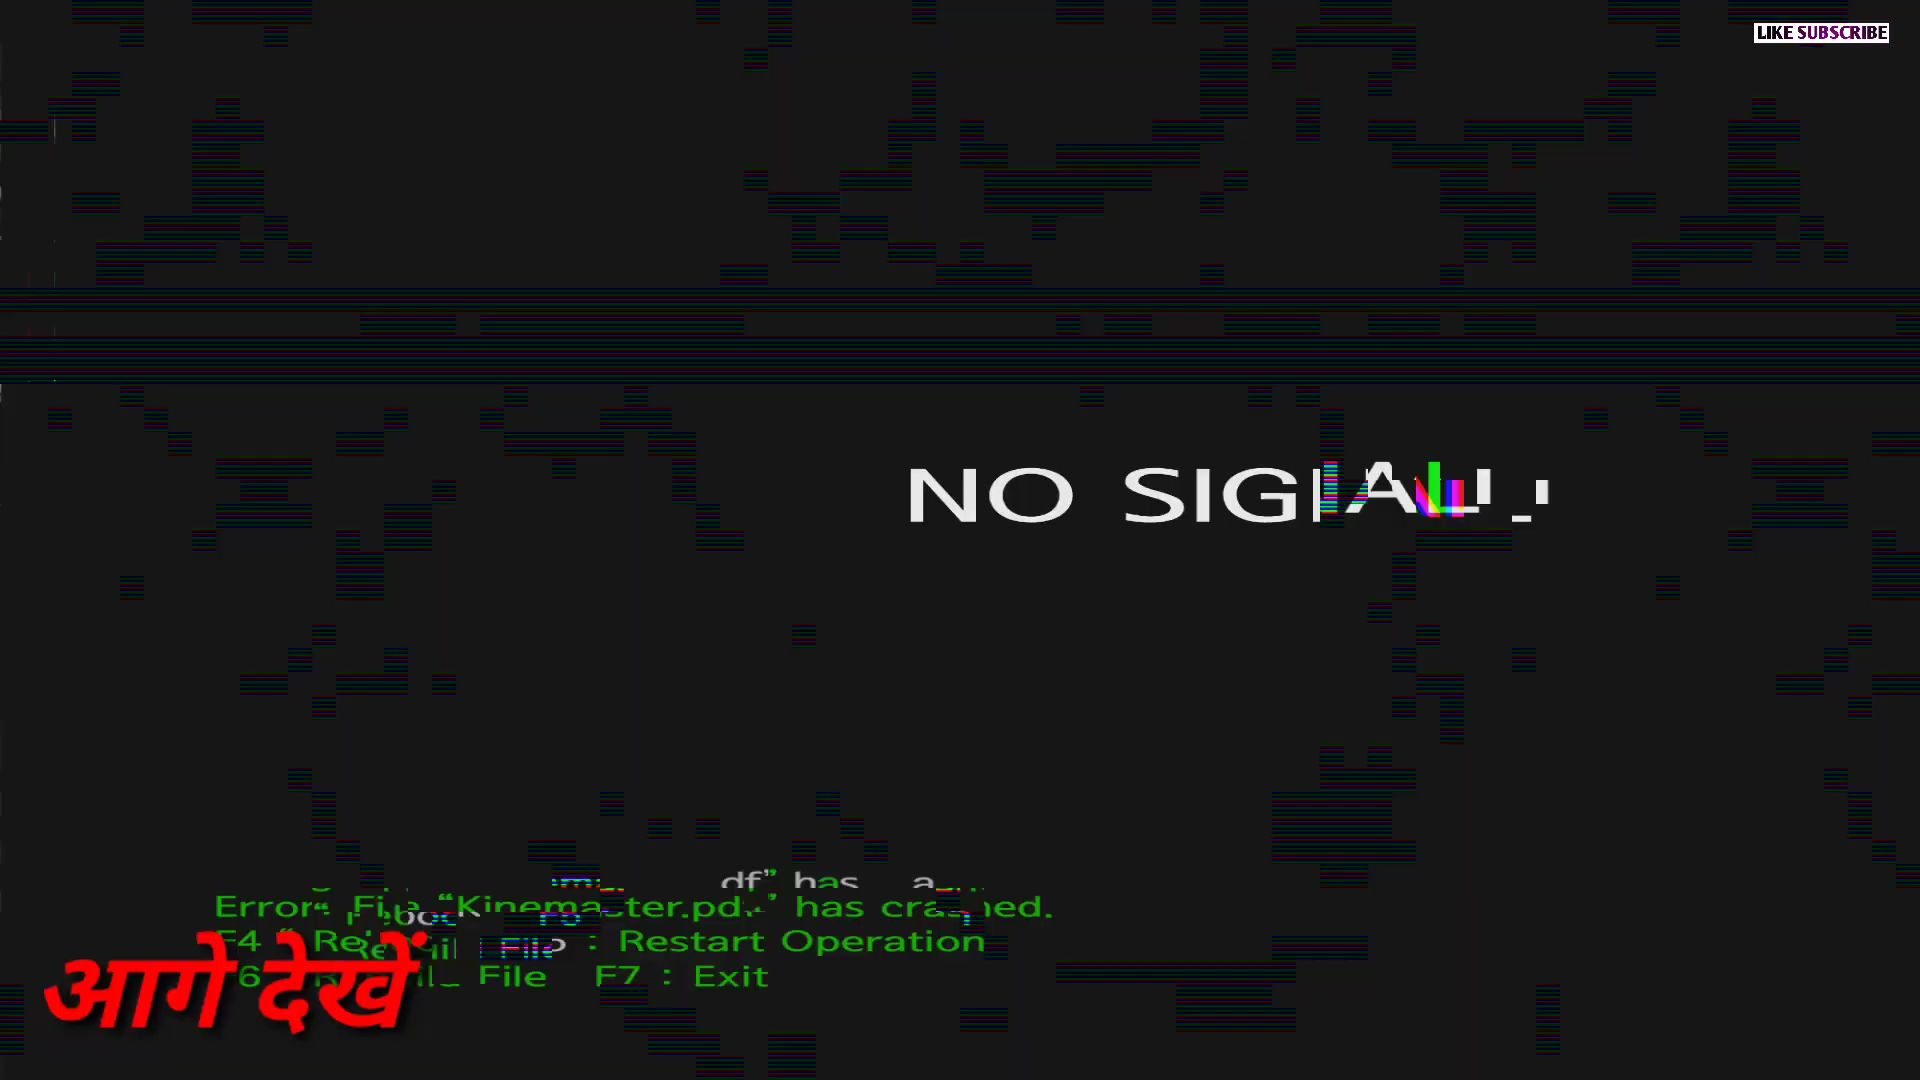 LIKE SUBSCRIBE
NO SIGNAL
Error: File “Kinemaster.pdf” has crashed.
F4 : : Restart Operation
File F7 : Exit
आगे देखें